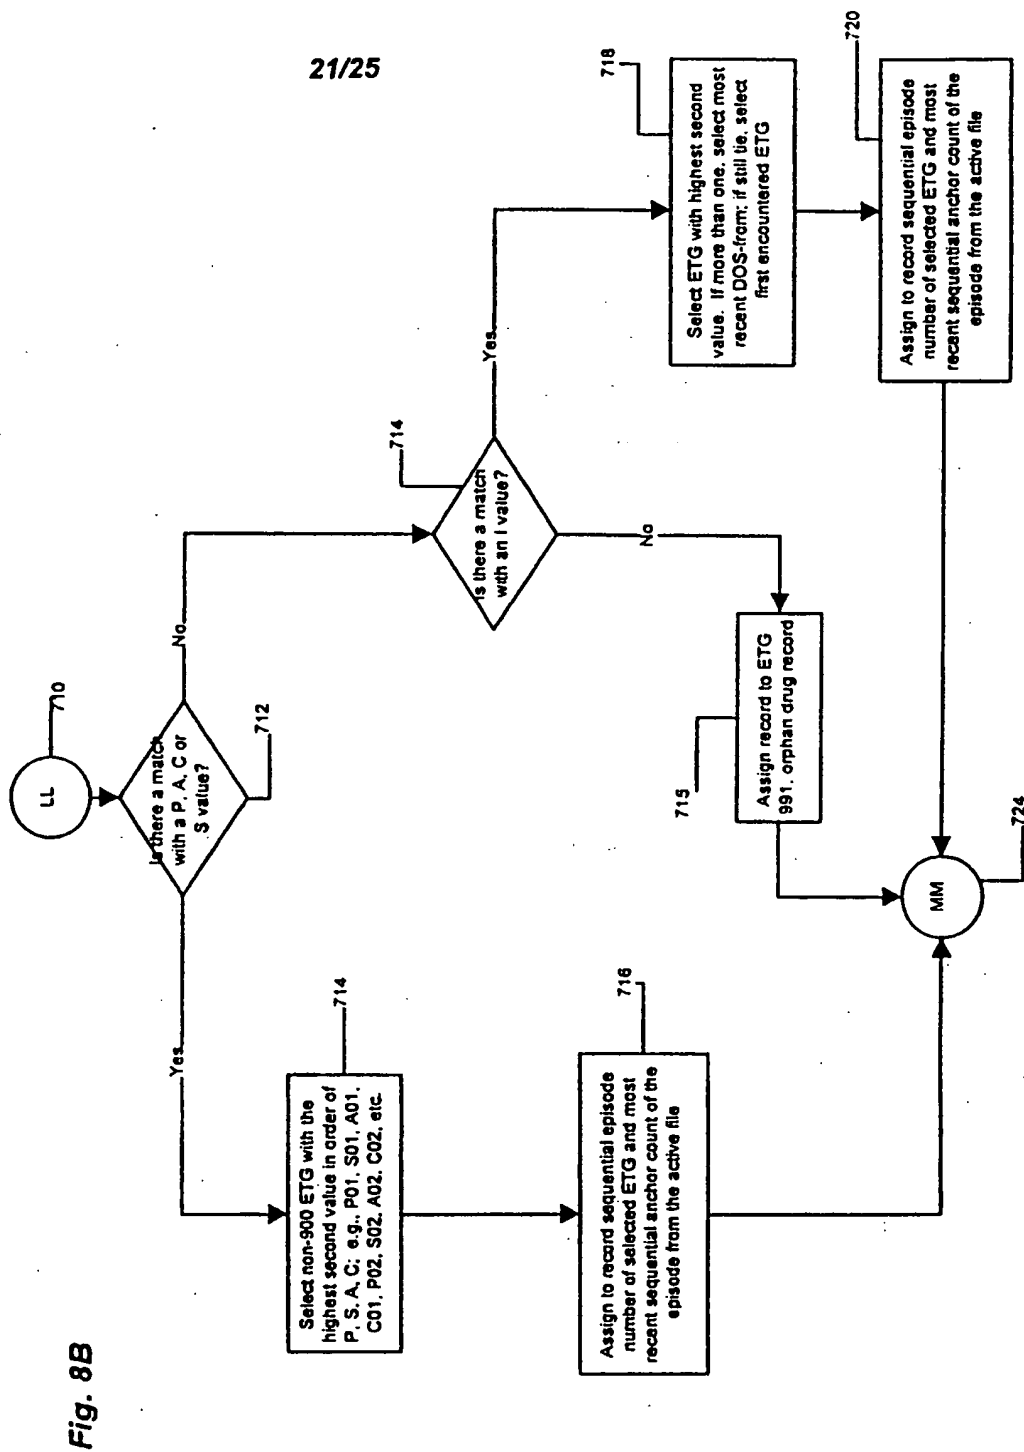 21/25
Fig. 8B
LL
710
Is there a match
with a P, A, C or
S value?
712
Yes
No
Select non-900 ETG with the
highest second value in order of
P, S, A, C; e.g., P01, S01, A01,
C01, P02, S02, A02, C02, etc.
714
Assign to record sequential episode
number of selected ETG and most
recent sequential anchor count of the
episode from the active file
716
Is there a match
with an I value?
714
Yes
No
Assign record to ETG
991, orphan drug record
715
Select ETG with highest second
value. If more than one, select most
recent DOS-from; if still tie, select
first encountered ETG
718
Assign to record sequential episode
number of selected ETG and most
recent sequential anchor count of the
episode from the active file
720
MM
724